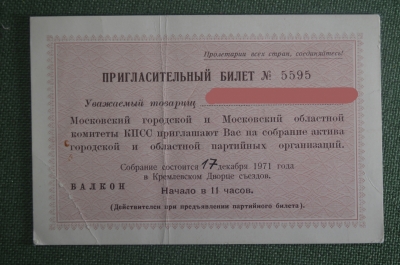 Пролетарии всех стран, соединяйтесь!
ПРИГЛАСИТЕЛЬНЫЙ БИЛЕТ № 5595
Уважаемый товарищ
Московский городской и Московский областной
комитеты КПСС приглашают Вас на собрание актива
городской и областной партийных организаций.
Собрание состоится 17 декабря 1971 года
в Кремлевском Дворце съездов.
БАЛКОН Начало в 11 часов.
(Действителен при предъявлении партийного билета).